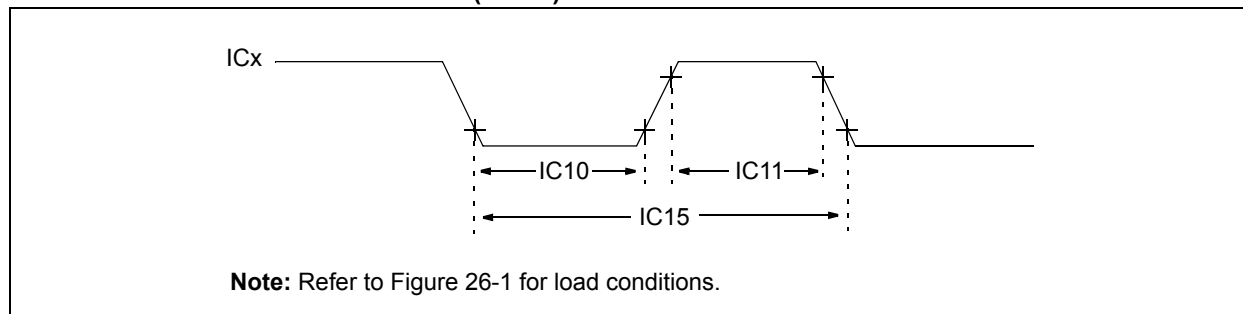 ICx
IC10
IC11
IC15
Note: Refer to Figure 26-1 for load conditions.